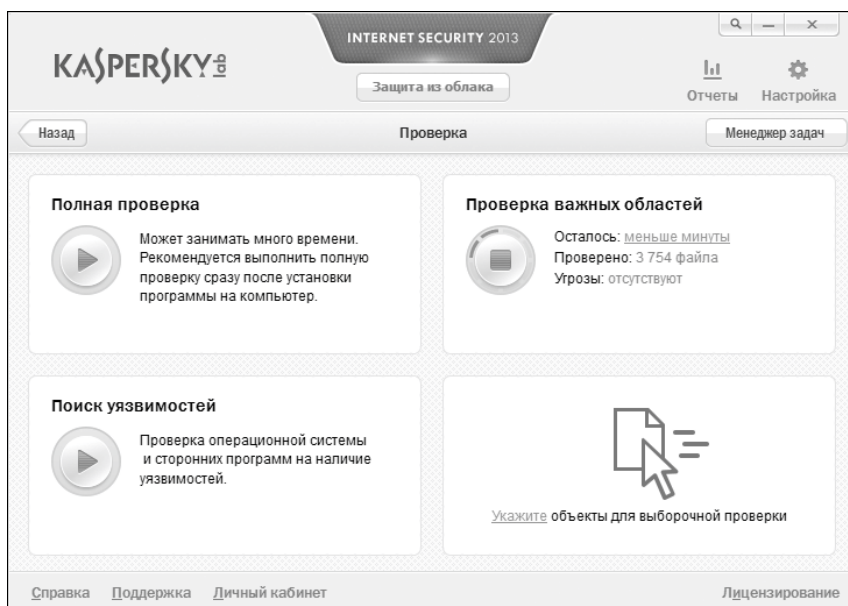 INTERNET SECURITY 2013
KASPERSKY lab
Защита из облака
Отчеты
Настройка
Назад
Проверка
Менеджер задач
Полная проверка
Может занимать много времени.
Рекомендуется выполнить полную
проверку сразу после установки
программы на компьютер.
Проверка важных областей
Осталось: меньше минуты
Проверено: 3 754 файла
Угрозы: отсутствуют
Поиск уязвимостей
Проверка операционной системы
и сторонних программ на наличие
уязвимостей.
Укажите объекты для выборочной проверки
Справка
Поддержка
Личный кабинет
Лицензирование